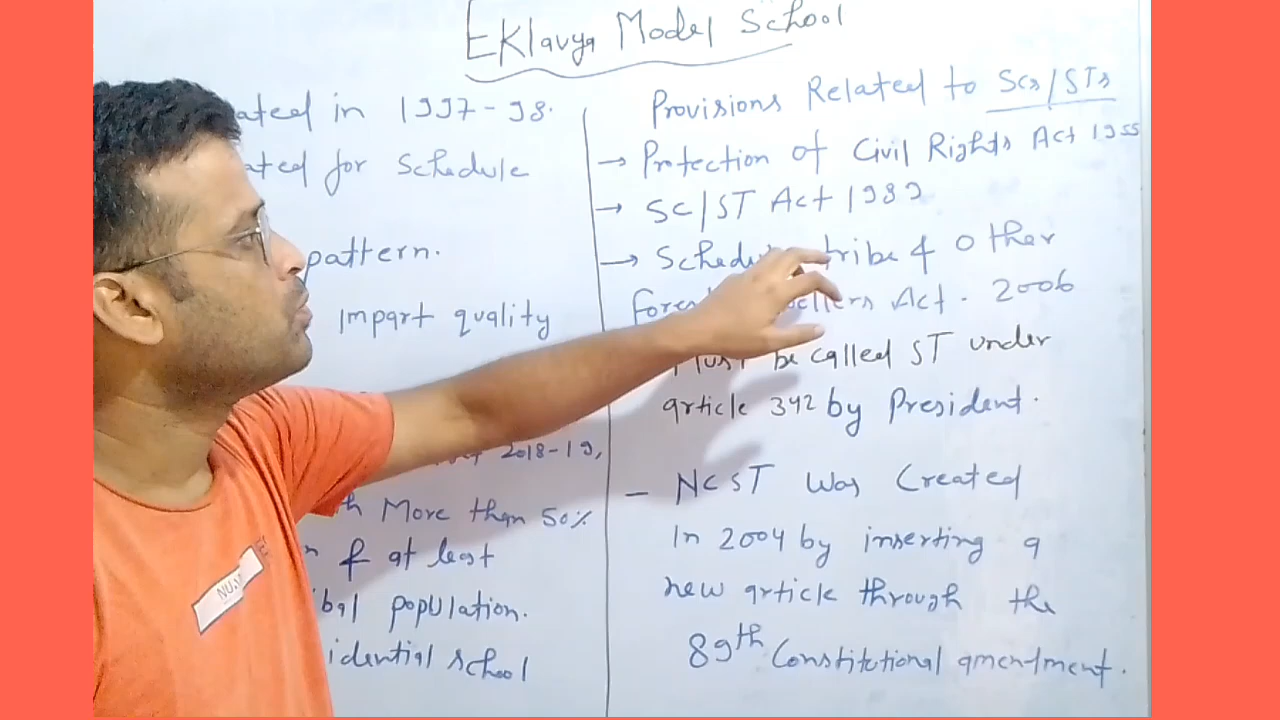 EKlavya Model School
ated in 1997-98.
ated for schedule
pattern.
Impart quality
2018-19,
More than 50%
& at least
population.
idential school
Provisions Related to SCs/STs
→ Protection of Civil Rights Act 1955
→ SC/ST Act 1989
→ Schedu tribe & Other
Act. 2006
be called ST under
article 342 by President.
- NCST Was Created
In 2004 by inserting a
new article through the
89th Constitutional amendment.